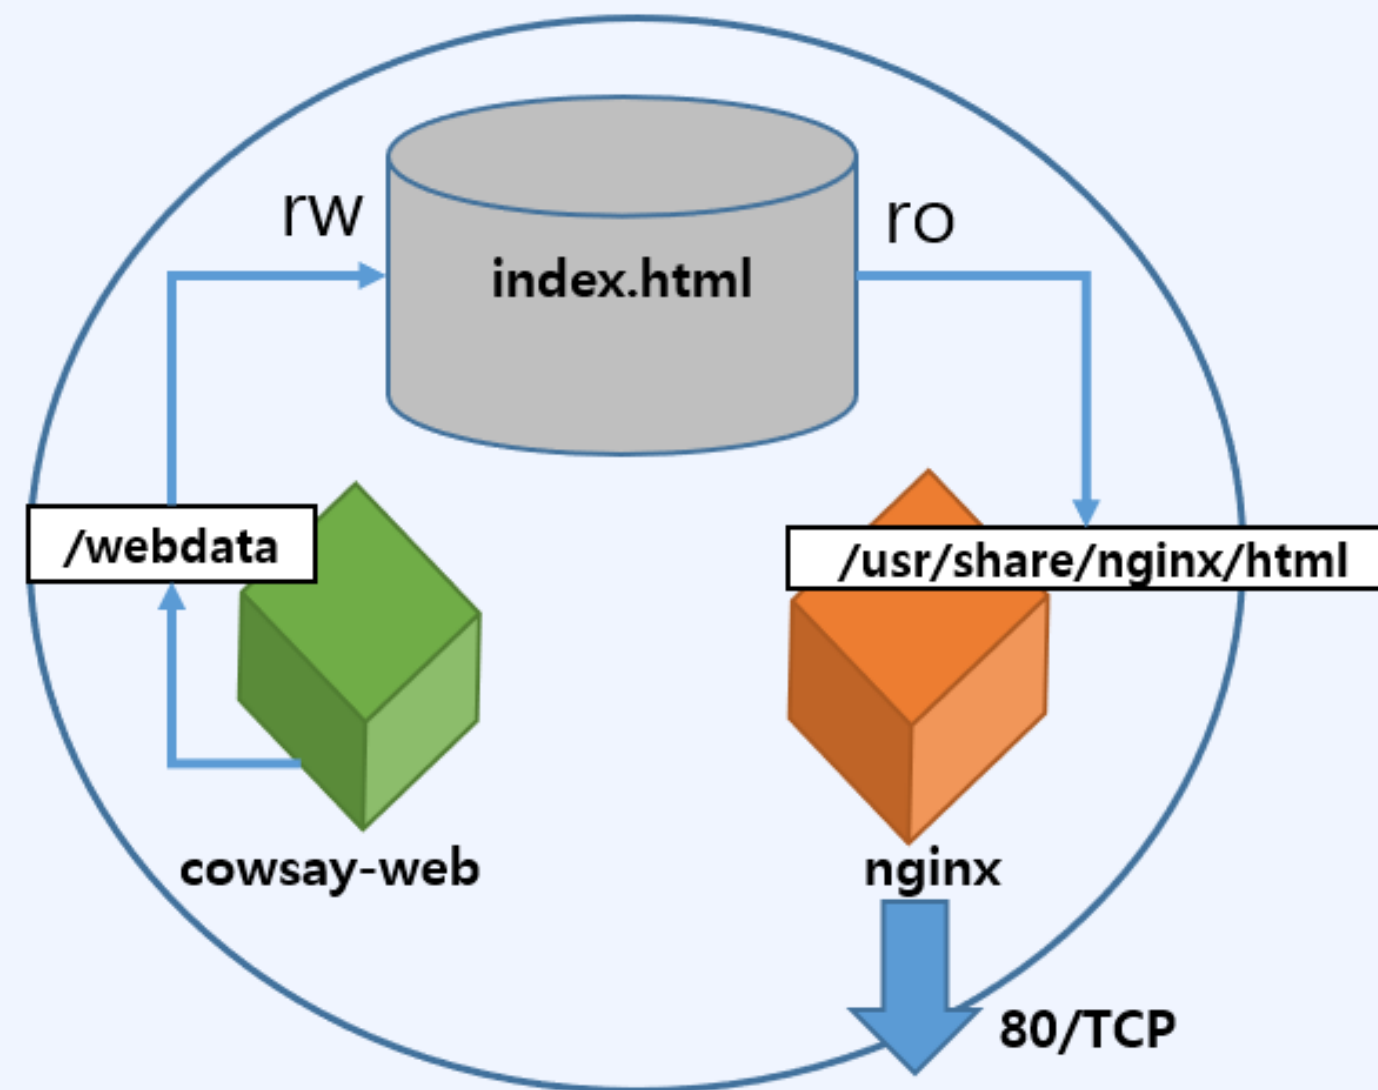 rw
ro
index.html
/webdata
/usr/share/nginx/html
cowsay-web
nginx
80/TCP